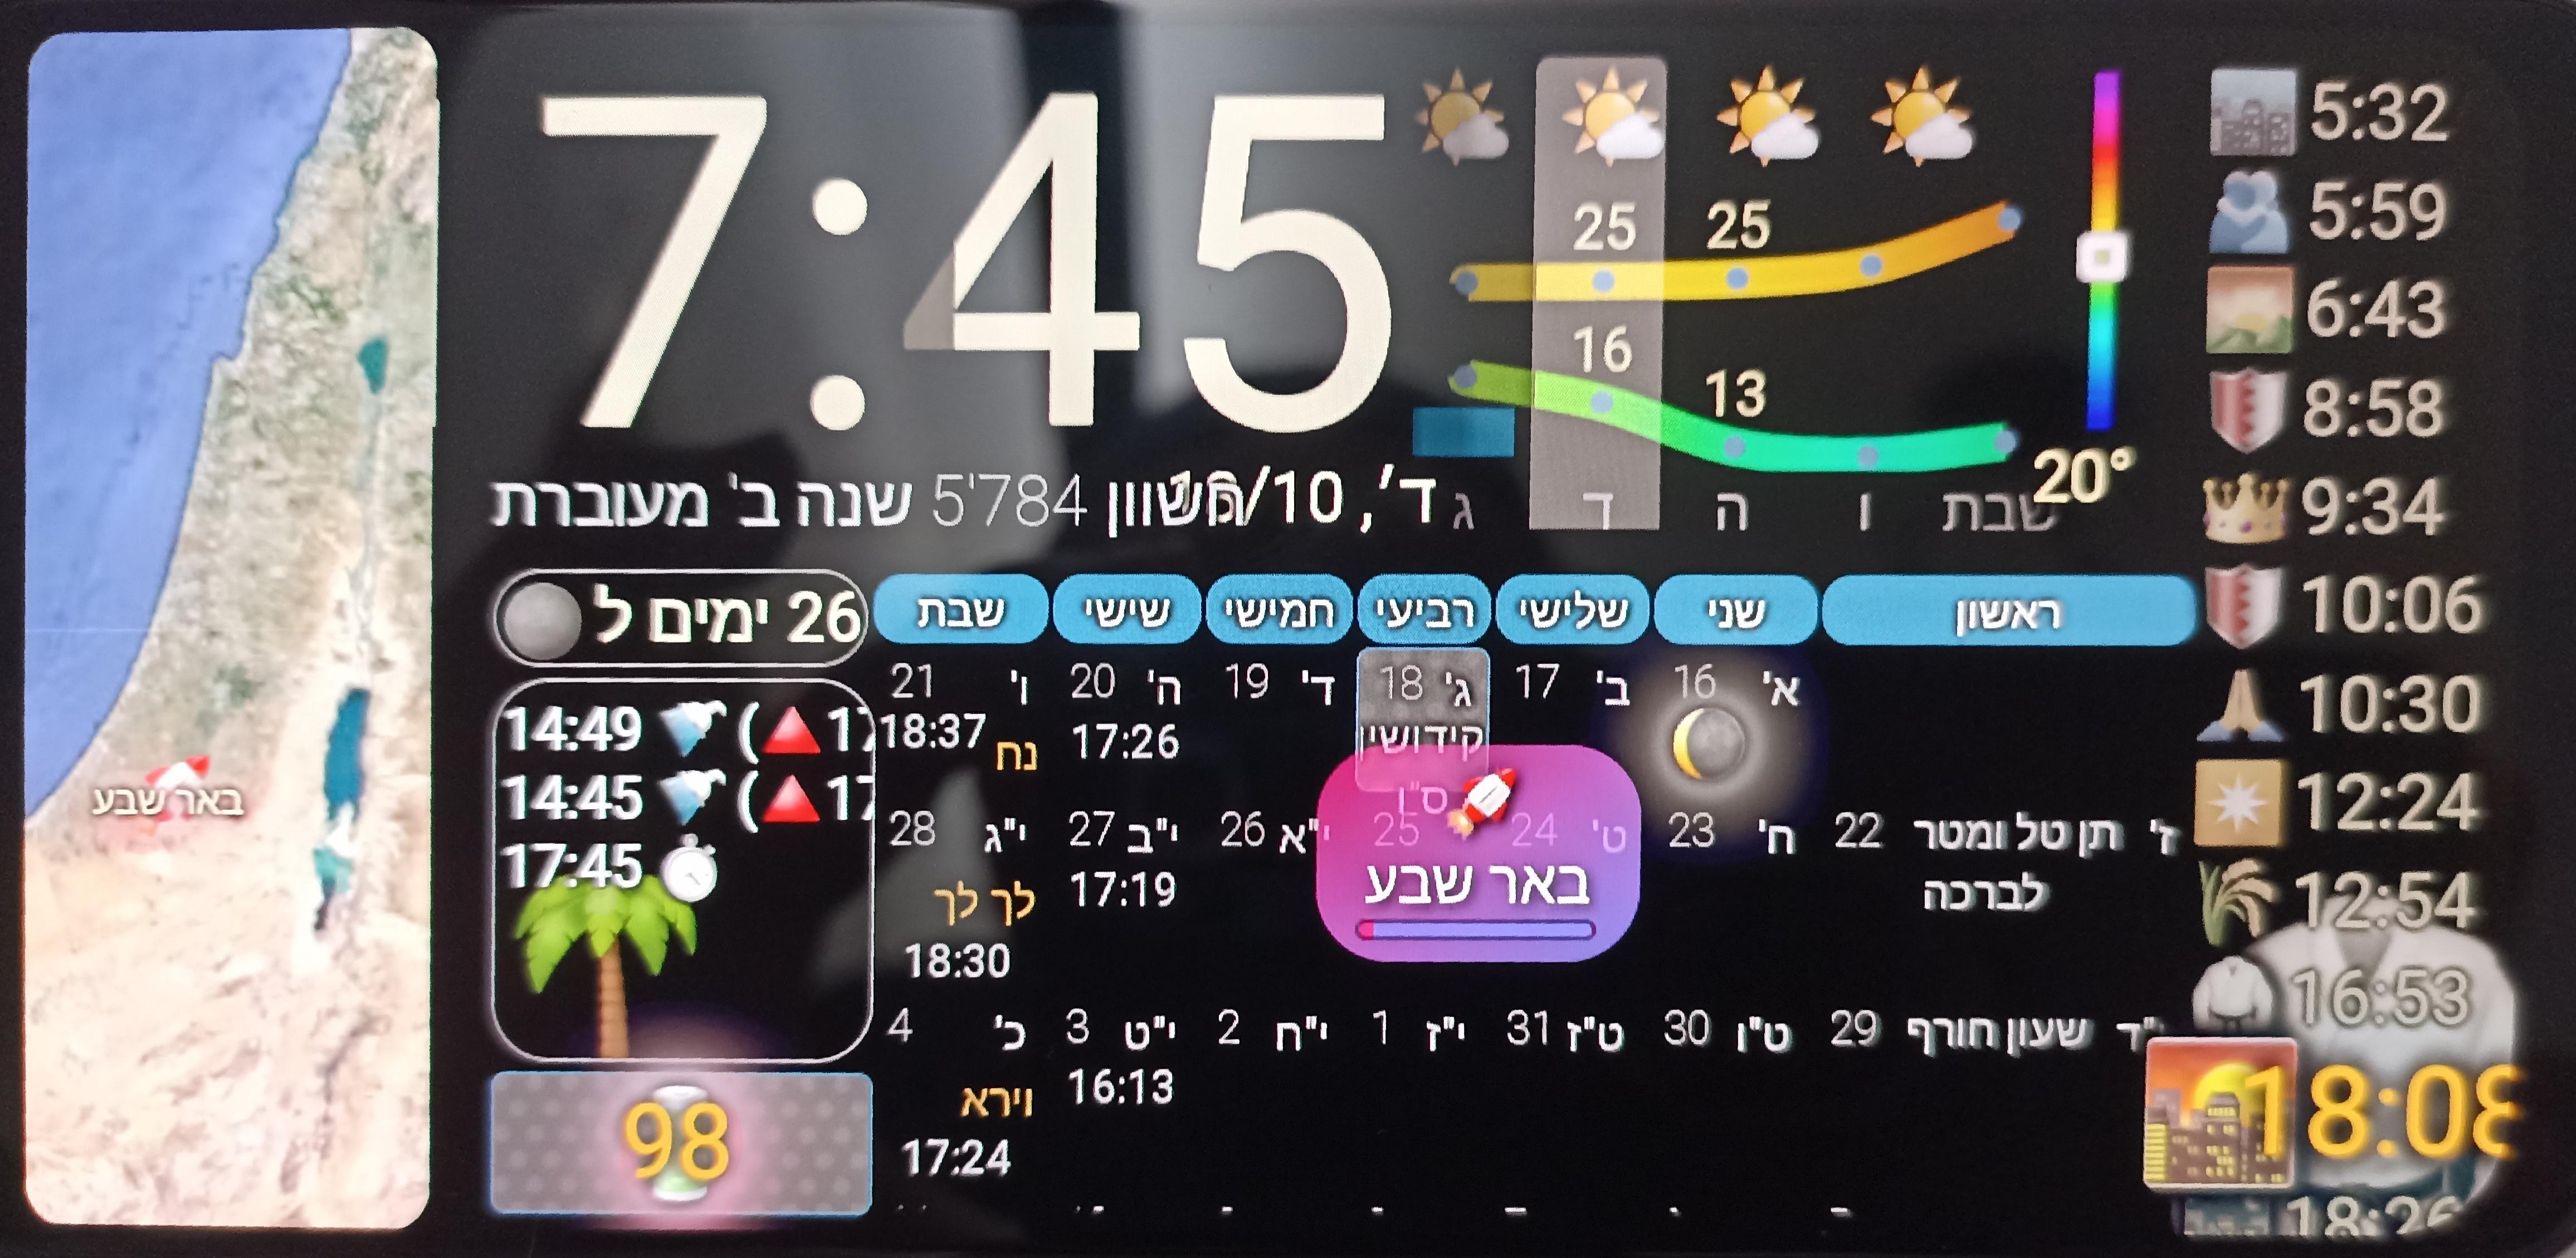 7:45
25 25
16 13
20°
ג ד ה ו שבת
ד', 10/ חשוון 5'784 שנה ב' מעוברת
26 ימים ל
ראשון שני שלישי רביעי חמישי שישי שבת
א' 16 ב' 17 ג' 18 ד' 19 ה' 20 ו' 21
קידושין
ס"ו
17:26
נח
18:37
ז' תן טל ומטר לברכה 22 ח' 23 ט' 24 25 י"א 26 י"ב 27 י"ג 28
17:19
לך לך
18:30
י"ד שעון חורף 29 ט"ו 30 ט"ז 31 י"ז 1 י"ח 2 י"ט 3 כ' 4
16:13
וירא
17:24
באר שבע
14:49 (
14:45 (
17:45
98
באר שבע
5:32
5:59
6:43
8:58
9:34
10:06
10:30
12:24
12:54
16:53
18:08
18:26